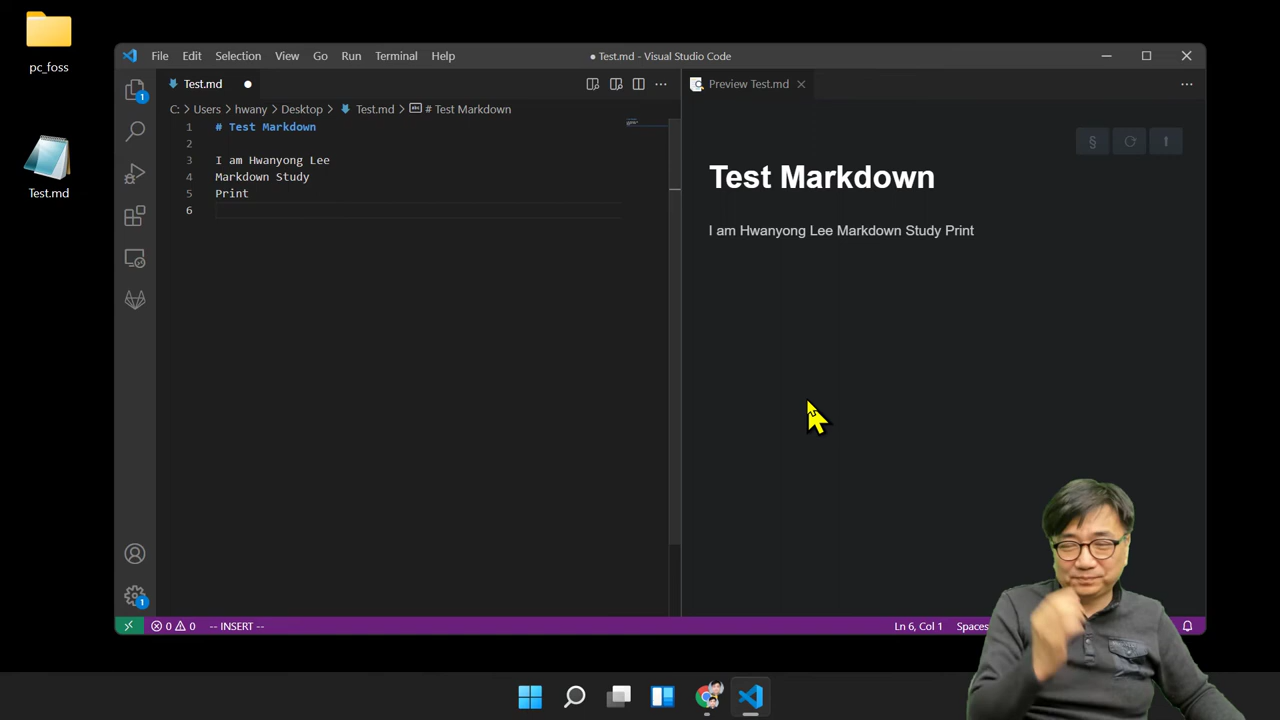 pc_foss
Test.md
File Edit Selection View Go Run Terminal Help
● Test.md - Visual Studio Code
Test.md
C: > Users > hwany > Desktop > Test.md > # Test Markdown
1 # Test Markdown
2
3 I am Hwanyong Lee
4 Markdown Study
5 Print
6
Preview Test.md
§
Test Markdown
I am Hwanyong Lee Markdown Study Print
1
1
0 0 -- INSERT --
Ln 6, Col 1 Spaces